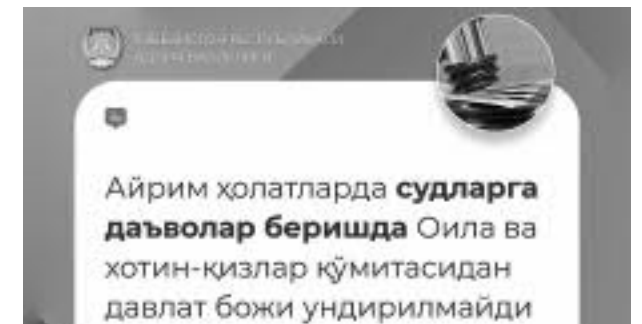 Айрим ҳолатларда судларга
даъволар беришда Оила ва
хотин-қизлар қўмитасидан
давлат божи ундирилмайди